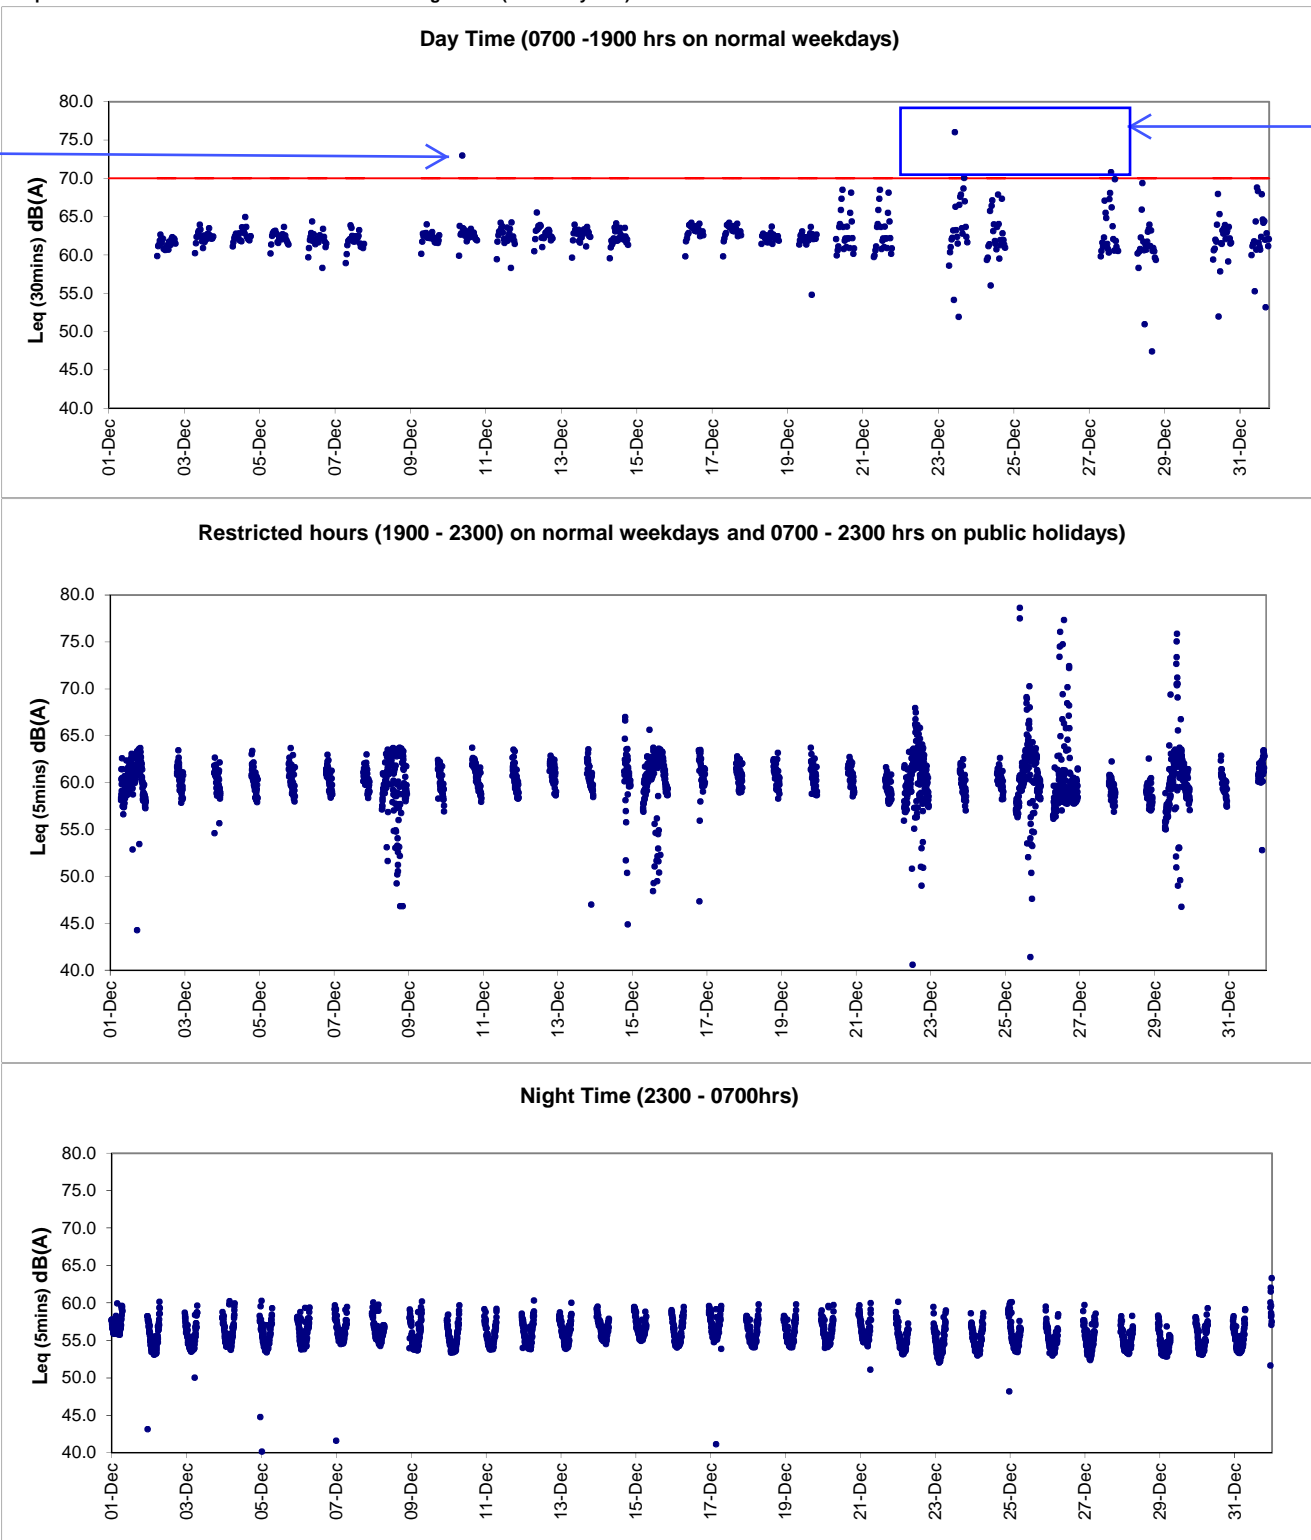 Day Time (0700 -1900 hrs on normal weekdays)
80.0
75.0
70.0
65.0
60.0
55.0
50.0
45.0
40.0
Leq (30mins) dB(A)
01-Dec
03-Dec
05-Dec
07-Dec
09-Dec
11-Dec
13-Dec
15-Dec
17-Dec
19-Dec
21-Dec
23-Dec
25-Dec
27-Dec
29-Dec
31-Dec
Restricted hours (1900 - 2300) on normal weekdays and 0700 - 2300 hrs on public holidays)
80.0
75.0
70.0
65.0
60.0
55.0
50.0
45.0
40.0
Leq (5mins) dB(A)
01-Dec
03-Dec
05-Dec
07-Dec
09-Dec
11-Dec
13-Dec
15-Dec
17-Dec
19-Dec
21-Dec
23-Dec
25-Dec
27-Dec
29-Dec
31-Dec
Night Time (2300 - 0700hrs)
80.0
75.0
70.0
65.0
60.0
55.0
50.0
45.0
40.0
Leq (5mins) dB(A)
01-Dec
03-Dec
05-Dec
07-Dec
09-Dec
11-Dec
13-Dec
15-Dec
17-Dec
19-Dec
21-Dec
23-Dec
25-Dec
27-Dec
29-Dec
31-Dec